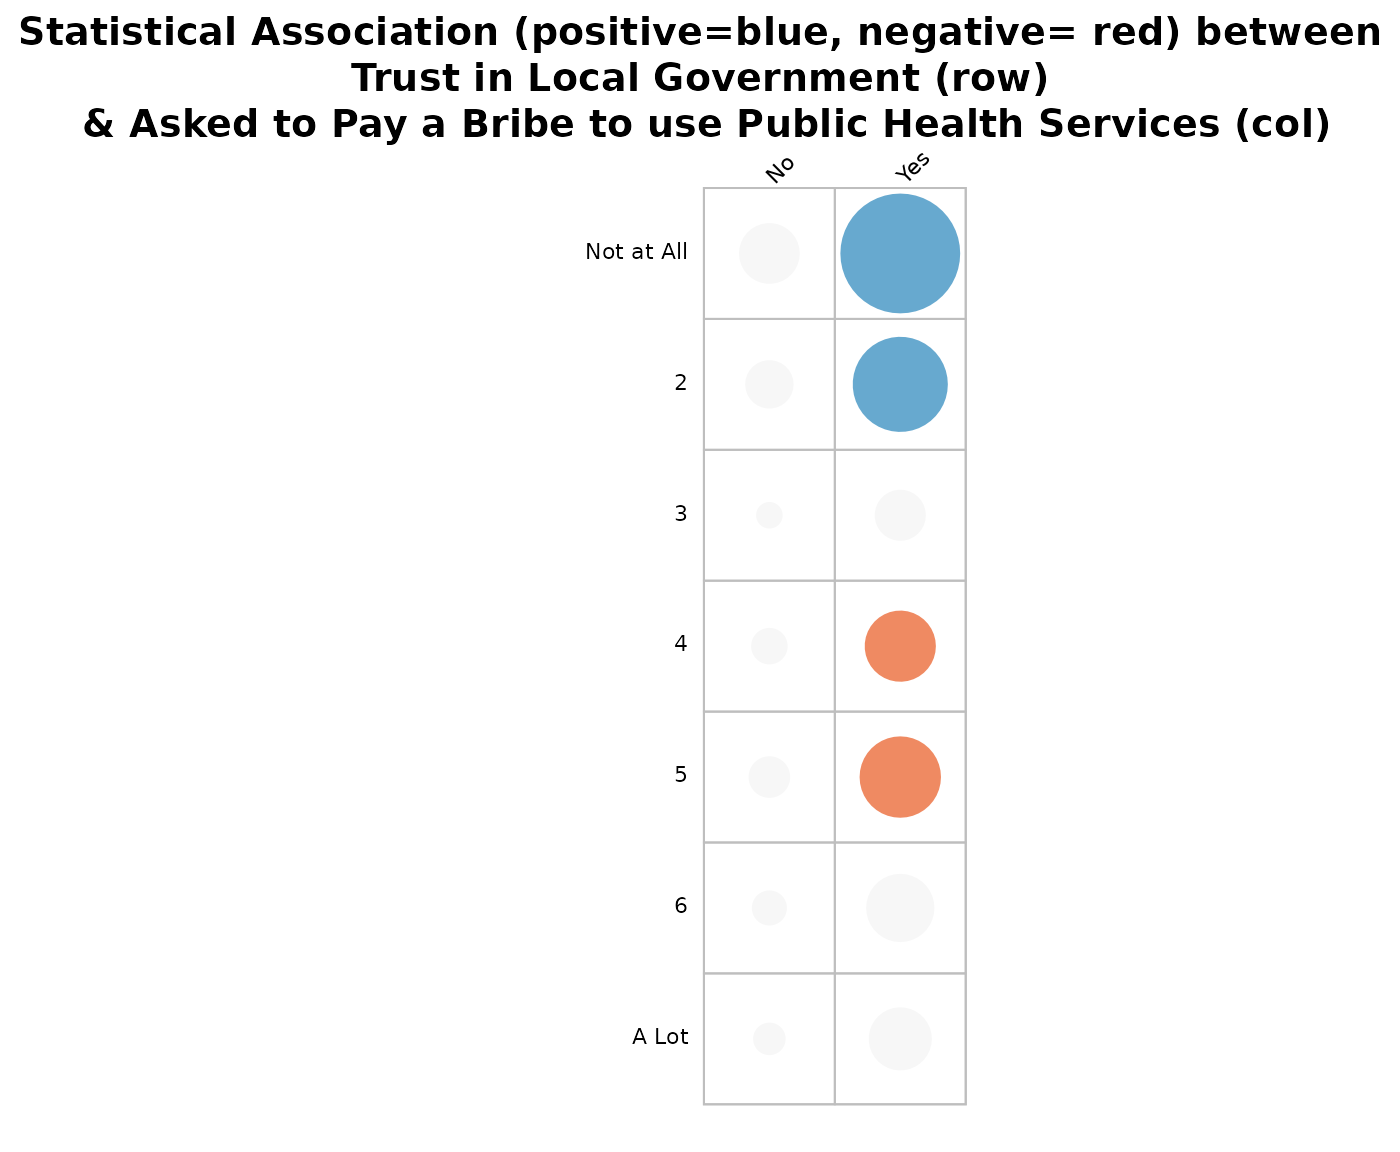 Statistical Association (positive=blue, negative= red) between
Trust in Local Government (row)
& Asked to Pay a Bribe to use Public Health Services (col)
No Yes
Not at All
2
3
4
5
6
A Lot